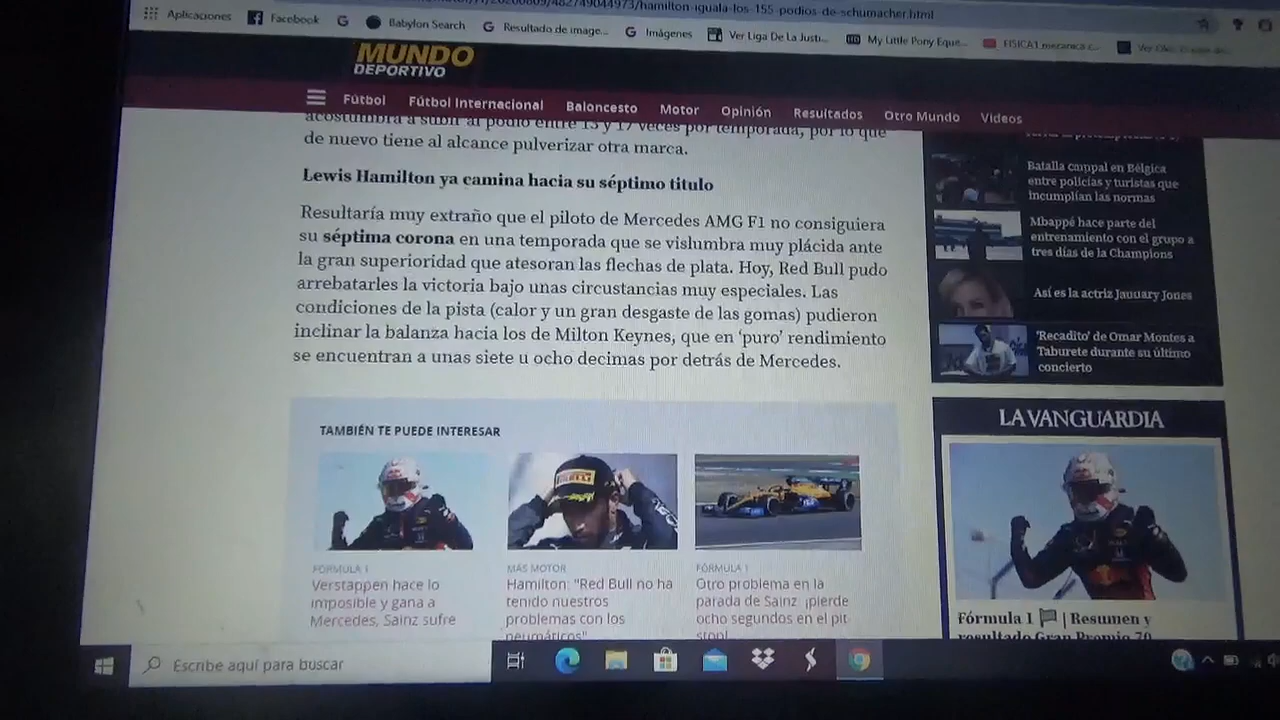 hamilton-iguala-los-155-podios-de-schumacher.html
Aplicaciones
Facebook
Babylon Search
Resultado de image...
Imágenes
Ver Liga De La Justi...
My Little Pony Eque...
FISICA1 mecanica c...
MUNDO
DEPORTIVO
Fútbol
Fútbol Internacional
Baloncesto
Motor
Opinión
Resultados
Otro Mundo
Videos
acostumbra a subir al podio entre 15 y 17 veces por temporada, por lo que
de nuevo tiene al alcance pulverizar otra marca.
Lewis Hamilton ya camina hacia su séptimo titulo
Resultaría muy extraño que el piloto de Mercedes AMG F1 no consiguiera
su séptima corona en una temporada que se vislumbra muy plácida ante
la gran superioridad que atesoran las flechas de plata. Hoy, Red Bull pudo
arrebatarles la victoria bajo unas circustancias muy especiales. Las
condiciones de la pista (calor y un gran desgaste de las gomas) pudieron
inclinar la balanza hacia los de Milton Keynes, que en ‘puro’ rendimiento
se encuentran a unas siete u ocho decimas por detrás de Mercedes.
TAMBIÉN TE PUEDE INTERESAR
FÓRMULA 1
Verstappen hace lo
imposible y gana a
Mercedes, Sainz sufre
MÁS MOTOR
Hamilton: "Red Bull no ha
tenido nuestros
problemas con los
neumáticos"
FÓRMULA 1
Otro problema en la
parada de Sainz ¡pierde
ocho segundos en el pit
stop!
Batalla campal en Bélgica
entre policías y turistas que
incumplían las normas
Mbappé hace parte del
entrenamiento con el grupo a
tres días de la Champions
Así es la actriz January Jones
'Recadito' de Omar Montes a
Taburete durante su último
concierto
LA VANGUARDIA
Fórmula 1 | Resumen y
resultado Gran Premio 70
PIRELLI
Escribe aquí para buscar